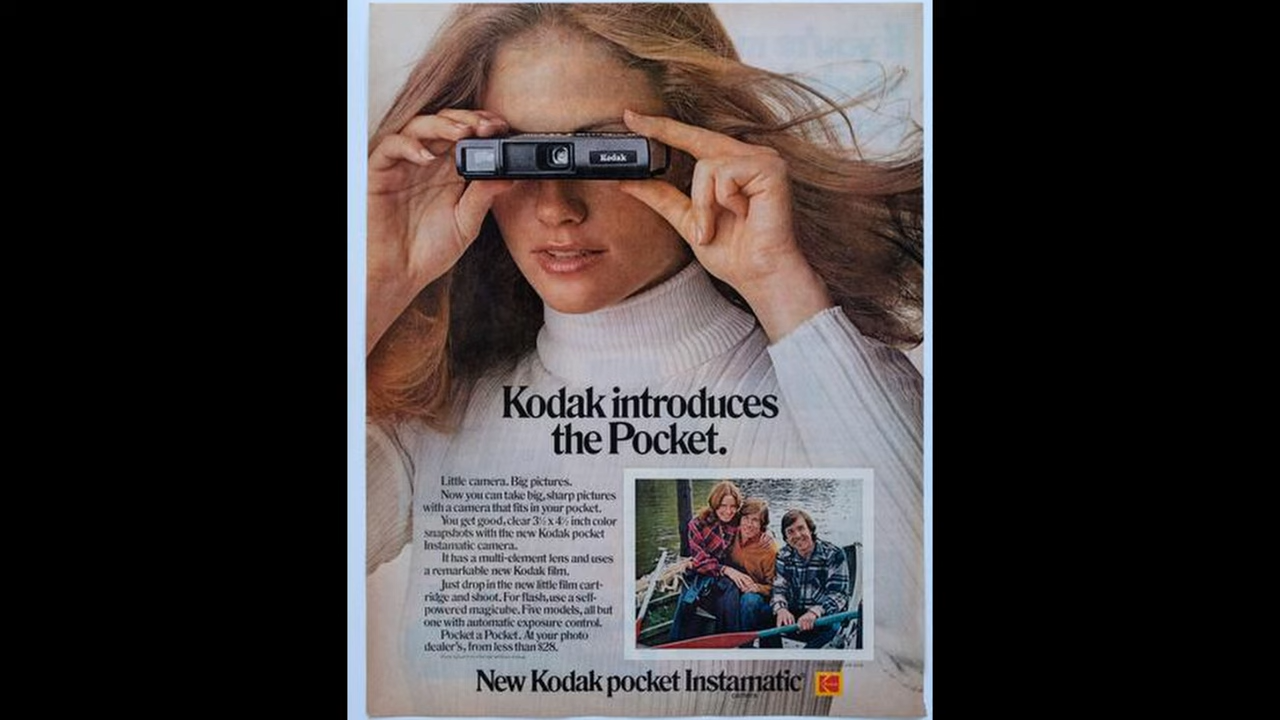 Kodak
Kodak introduces
the Pocket.
Little camera. Big pictures.
Now you can take big, sharp pictures
with a camera that fits in your pocket.
You get good, clear 3½ x 4½ inch color
snapshots with the new Kodak pocket
Instamatic camera.
It has a multi-element lens and uses
a remarkable new Kodak film.
Just drop in the new little film cart-
ridge and shoot. For flash, use a self-
powered magicube. Five models, all but
one with automatic exposure control.
Pocket a Pocket. At your photo
dealer's, from less than $28.
New Kodak pocket Instamatic
camera
Kodak